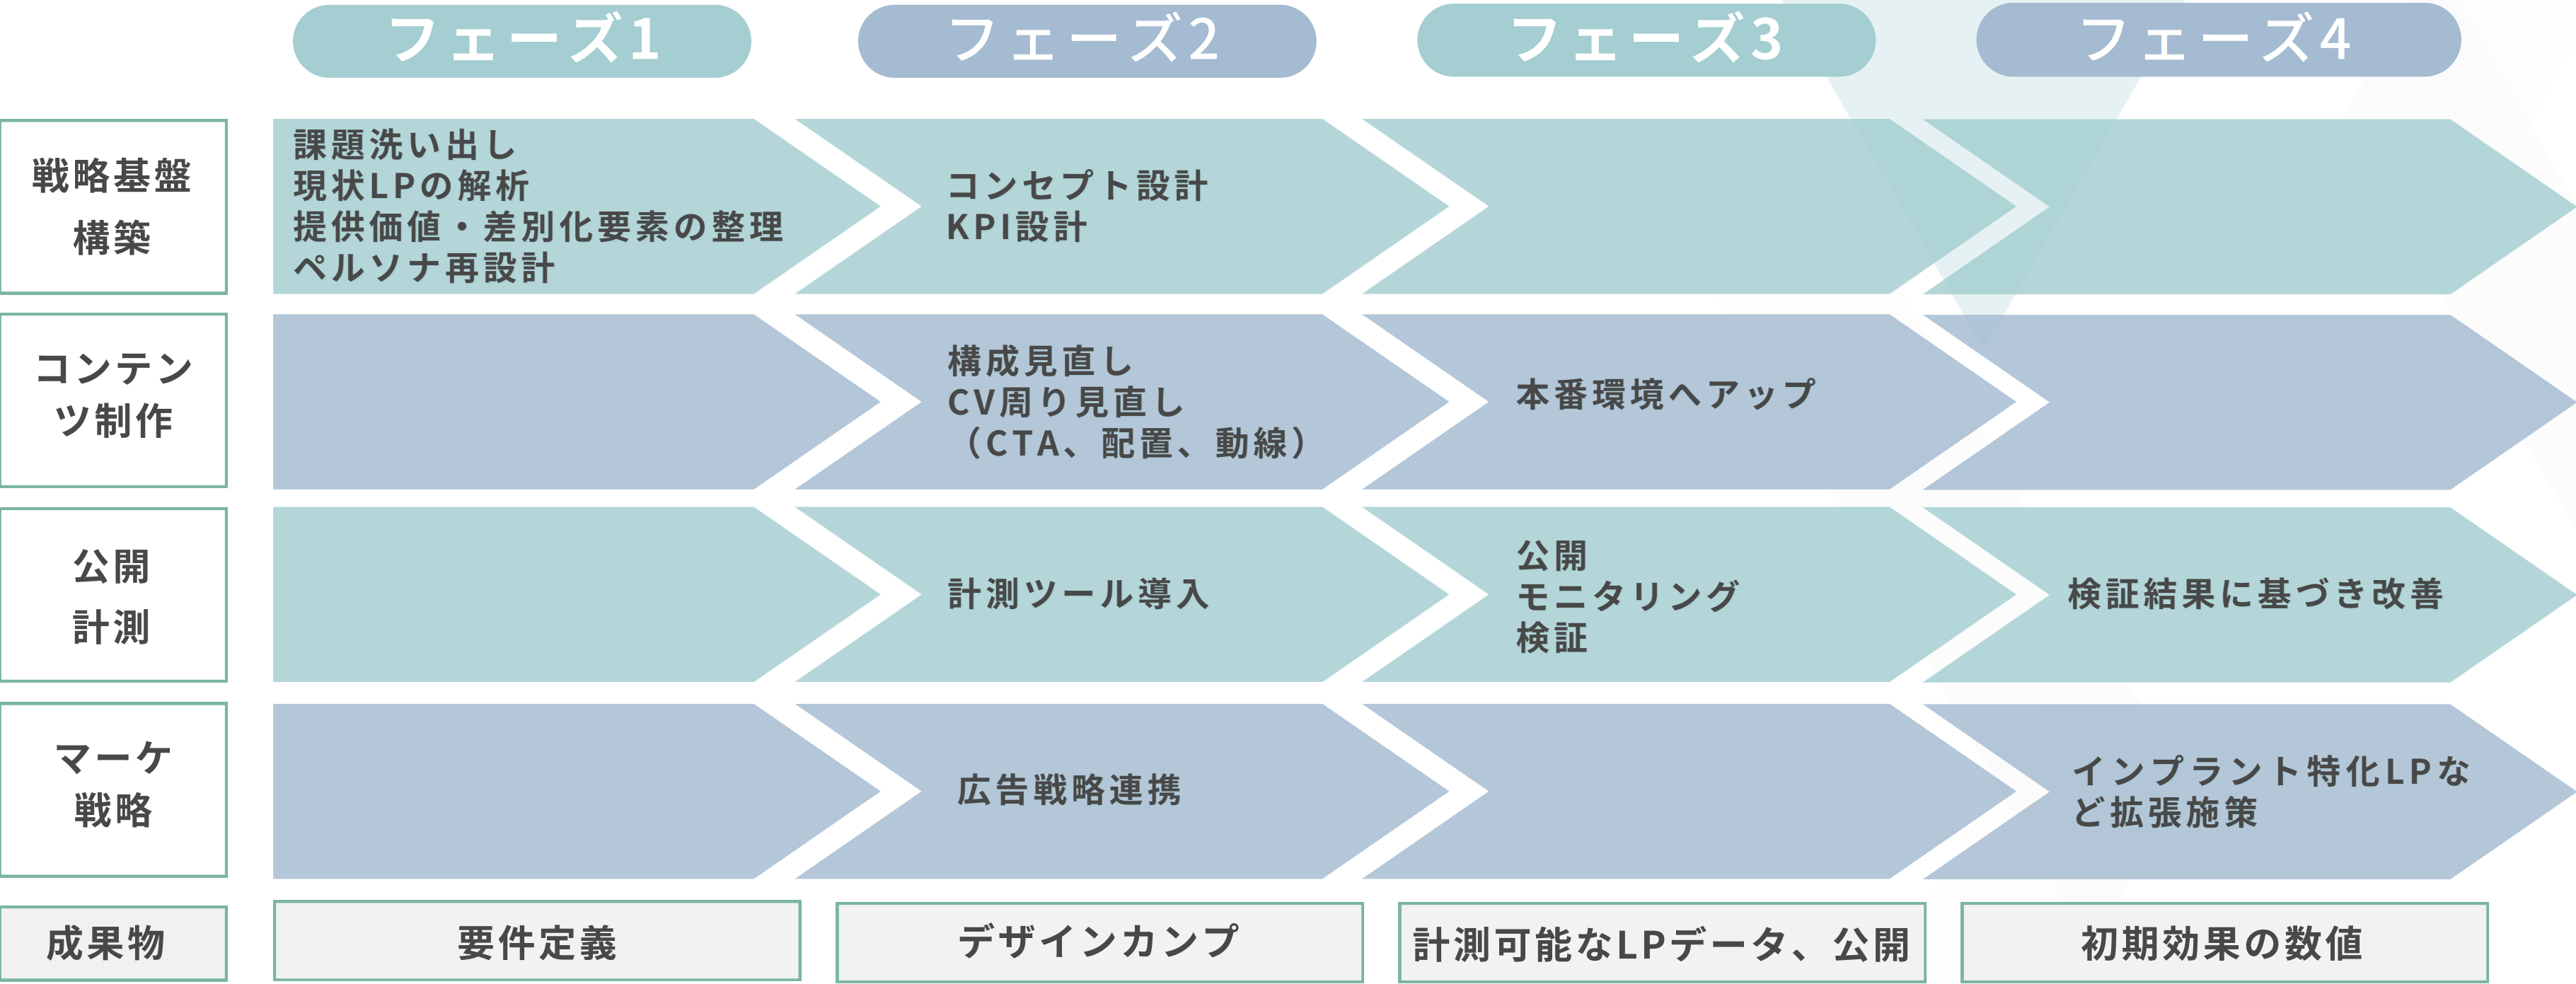 フェーズ1
フェーズ2
フェーズ3
フェーズ4
戦略基盤
構築
課題洗い出し
現状LPの解析
提供価値・差別化要素の整理
ペルソナ再設計
コンセプト設計
KPI設計
コンテン
ツ制作
構成見直し
CV周り見直し
（CTA、配置、動線）
本番環境へアップ
公開
計測
計測ツール導入
公開
モニタリング
検証
検証結果に基づき改善
マーケ
戦略
広告戦略連携
インプラント特化LPな
ど拡張施策
成果物
要件定義
デザインカンプ
計測可能なLPデータ、公開
初期効果の数値